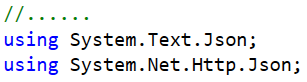 //......
using System.Text.Json;
using System.Net.Http.Json;